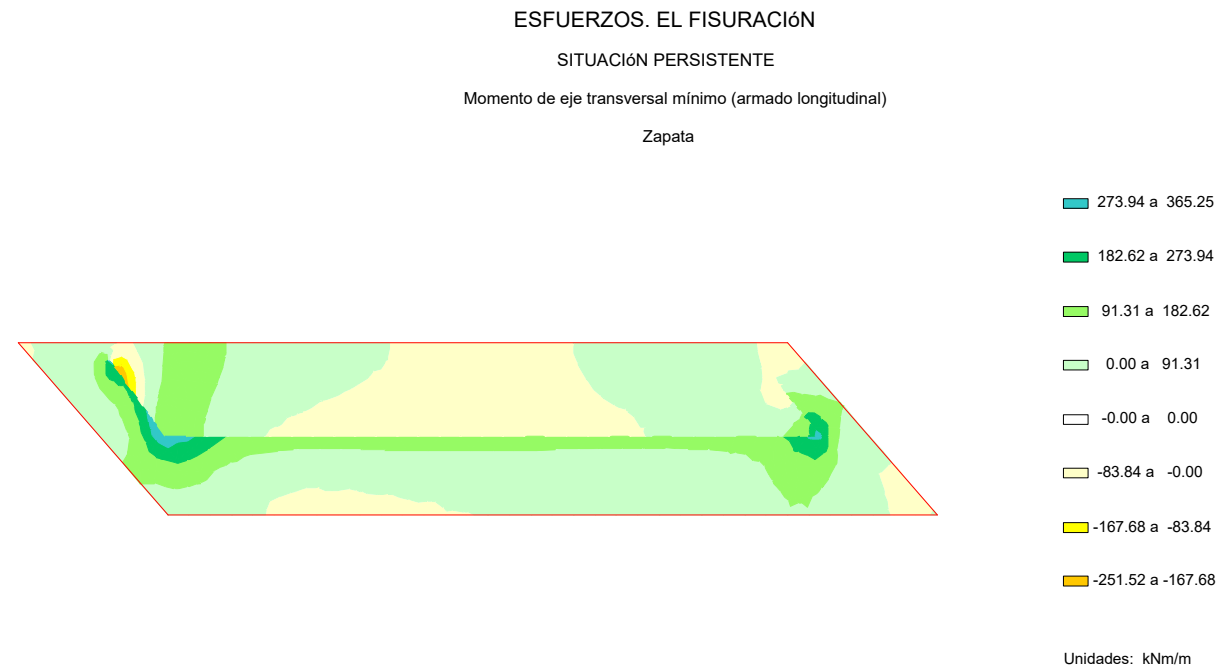 ESFUERZOS. EL FISURACIóN
SITUACIóN PERSISTENTE
Momento de eje transversal mínimo (armado longitudinal)
Zapata
273.94 a 365.25
182.62 a 273.94
91.31 a 182.62
0.00 a 91.31
-0.00 a 0.00
-83.84 a -0.00
-167.68 a -83.84
-251.52 a -167.68
Unidades: kNm/m